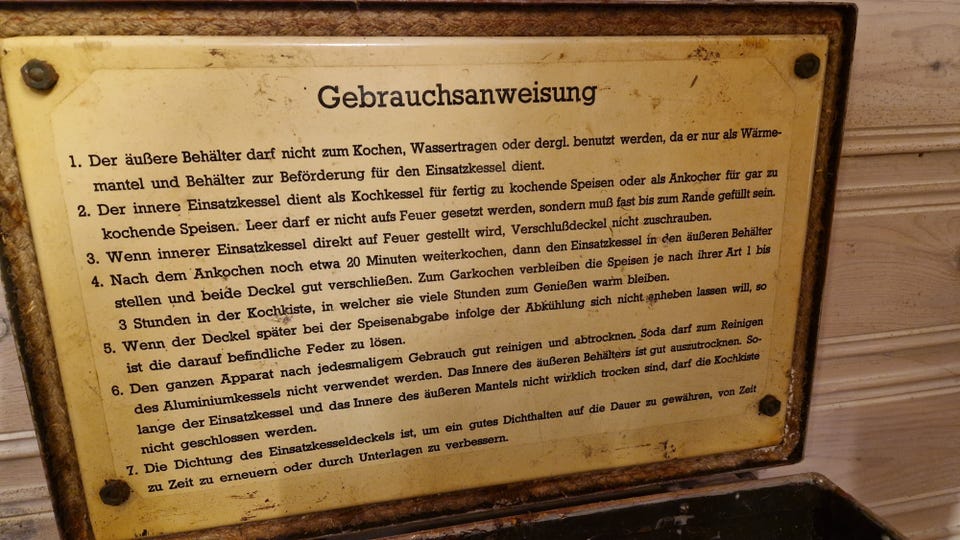 Gebrauchsanweisung
1. Der äußere Behälter darf nicht zum Kochen, Wassertragen oder dergl. benutzt werden, da er nur als Wärme-
mantel und Behälter zur Beförderung für den Einsatzkessel dient.
2. Der innere Einsatzkessel dient als Kochkessel für fertig zu kochende Speisen oder als Ankocher für gar zu
kochende Speisen. Leer darf er nicht aufs Feuer gesetzt werden, sondern muß fast bis zum Rande gefüllt sein.
3. Wenn innerer Einsatzkessel direkt auf Feuer gestellt wird, Verschlußdeckel nicht zuschrauben.
4. Nach dem Ankochen noch etwa 20 Minuten weiterkochen, dann den Einsatzkessel in den äußeren Behälter
stellen und beide Deckel gut verschließen. Zum Garkochen verbleiben die Speisen je nach ihrer Art 1 bis
3 Stunden in der Kochkiste, in welcher sie viele Stunden zum Genießen warm bleiben.
5. Wenn der Deckel später bei der Speisenabgabe infolge der Abkühlung sich nicht anheben lassen will, so
ist die darauf befindliche Feder zu lösen.
6. Den ganzen Apparat nach jedesmaligem Gebrauch gut reinigen und abtrocknen. Soda darf zum Reinigen
des Aluminiumkessels nicht verwendet werden. Das Innere des äußeren Behälters ist gut auszutrocknen. So-
lange der Einsatzkessel und das Innere des äußeren Mantels nicht wirklich trocken sind, darf die Kochkiste
nicht geschlossen werden.
7. Die Dichtung des Einsatzkesseldeckels ist, um ein gutes Dichthalten auf die Dauer zu gewähren, von Zeit
zu Zeit zu erneuern oder durch Unterlagen zu verbessern.